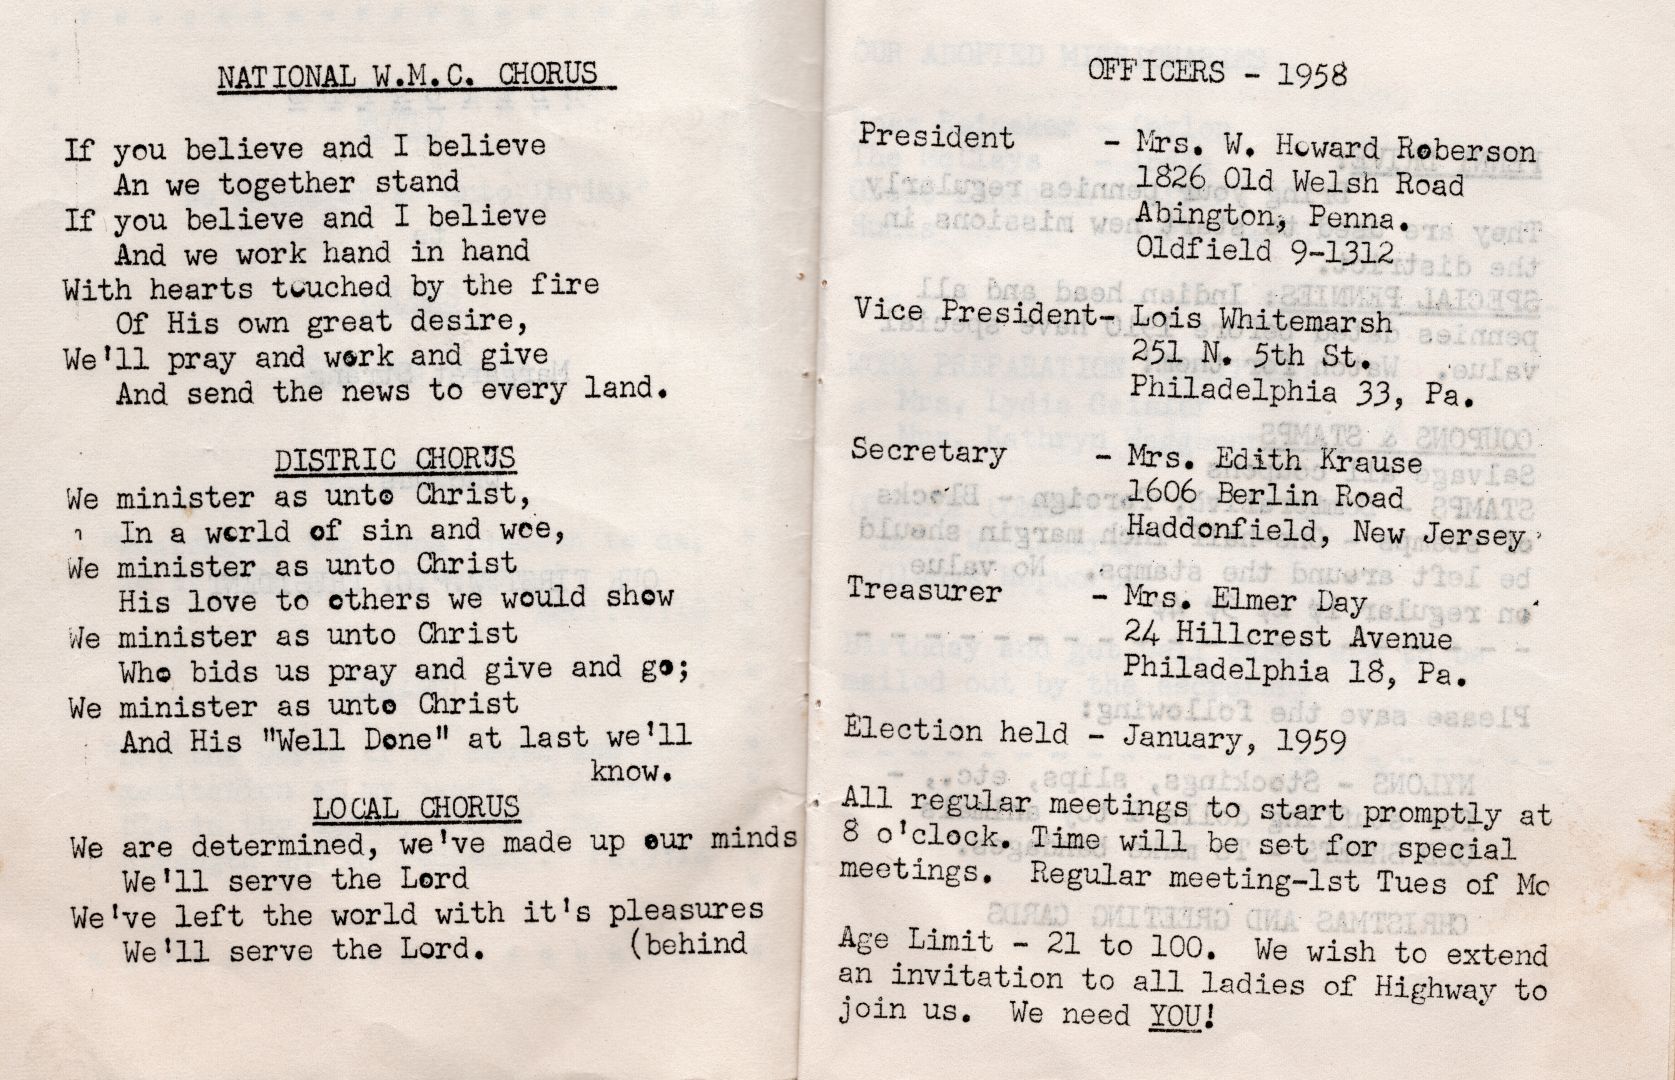 NATIONAL W.M.C. CHORUS
If you believe and I believe
An we together stand
If you believe and I believe
And we work hand in hand
With hearts touched by the fire
Of His own great desire,
We'll pray and work and give
And send the news to every land.
DISTRIC CHORUS
We minister as unto Christ,
In a world of sin and woe,
We minister as unto Christ
His love to others we would show
We minister as unto Christ
Who bids us pray and give and go;
We minister as unto Christ
And His "Well Done" at last we'll
know.
LOCAL CHORUS
We are determined, we've made up our minds
We'll serve the Lord
We've left the world with it's pleasures
We'll serve the Lord. (behind
OFFICERS - 1958
President - Mrs. W. Howard Roberson
1826 Old Welsh Road
Abington, Penna.
Oldfield 9-1312
Vice President- Lois Whitemarsh
251 N. 5th St.
Philadelphia 33, Pa.
Secretary - Mrs. Edith Krause
1606 Berlin Road
Haddonfield, New Jersey
Treasurer - Mrs. Elmer Day
24 Hillcrest Avenue
Philadelphia 18, Pa.
Election held - January, 1959
All regular meetings to start promptly at
8 o'clock. Time will be set for special
meetings. Regular meeting-1st Tues of Mo
Age Limit - 21 to 100. We wish to extend
an invitation to all ladies of Highway to
join us. We need YOU!